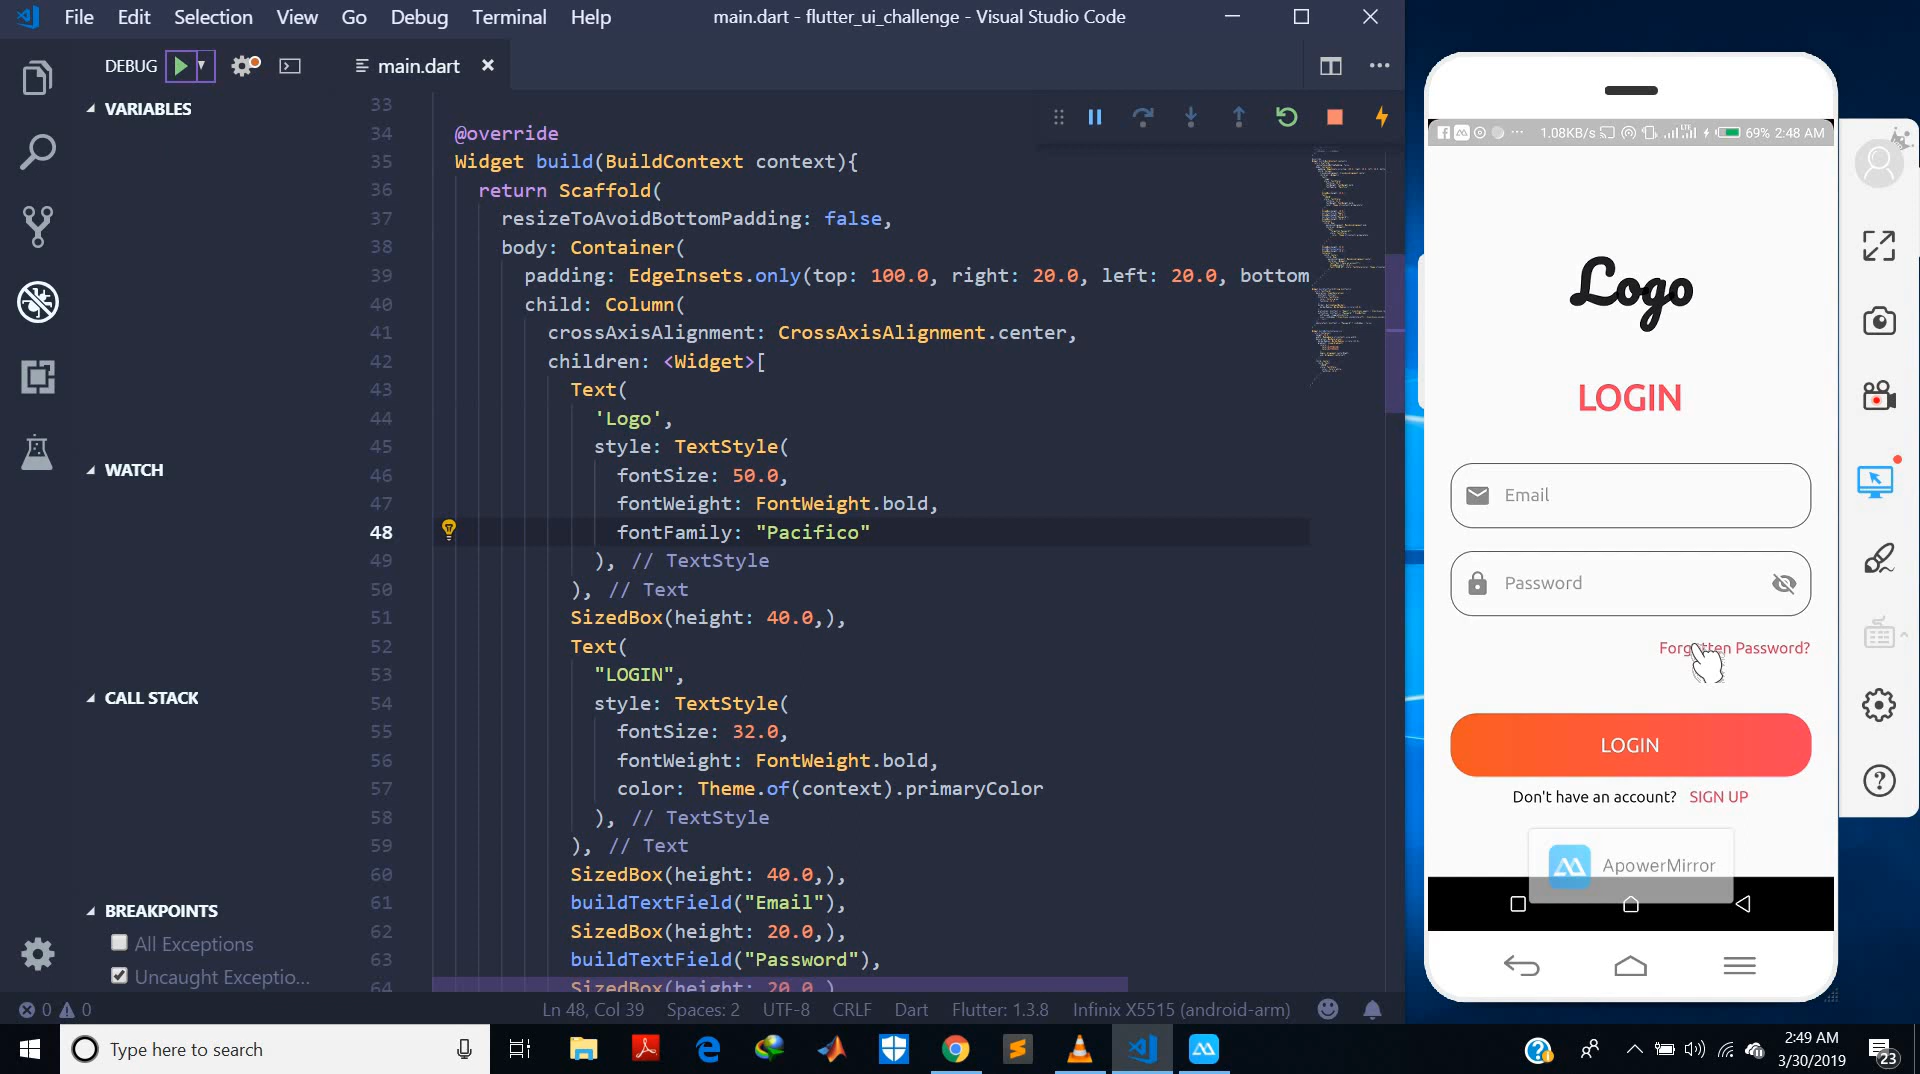 File Edit Selection View Go Debug Terminal Help
main.dart - flutter_ui_challenge - Visual Studio Code
DEBUG
main.dart
VARIABLES
WATCH
CALL STACK
BREAKPOINTS
All Exceptions
Uncaught Exceptio...
33
34 @override
35 Widget build(BuildContext context){
36 return Scaffold(
37 resizeToAvoidBottomPadding: false,
38 body: Container(
39 padding: EdgeInsets.only(top: 100.0, right: 20.0, left: 20.0, bottom
40 child: Column(
41 crossAxisAlignment: CrossAxisAlignment.center,
42 children: <Widget>[
43 Text(
44 'Logo',
45 style: TextStyle(
46 fontSize: 50.0,
47 fontWeight: FontWeight.bold,
48 fontFamily: "Pacifico"
49 ), // TextStyle
50 ), // Text
51 SizedBox(height: 40.0,),
52 Text(
53 "LOGIN",
54 style: TextStyle(
55 fontSize: 32.0,
56 fontWeight: FontWeight.bold,
57 color: Theme.of(context).primaryColor
58 ), // TextStyle
59 ), // Text
60 SizedBox(height: 40.0,),
61 buildTextField("Email"),
62 SizedBox(height: 20.0,),
63 buildTextField("Password"),
64 SizedBox(height: 20.0,)
0 0
Ln 48, Col 39 Spaces: 2 UTF-8 CRLF Dart Flutter: 1.3.8 Infinix X5515 (android-arm)
1.08KB/s 69% 2:48 AM
Logo
LOGIN
Email
Password
Forgotten Password?
LOGIN
Don't have an account? SIGN UP
ApowerMirror
Type here to search
2:49 AM
3/30/2019
23